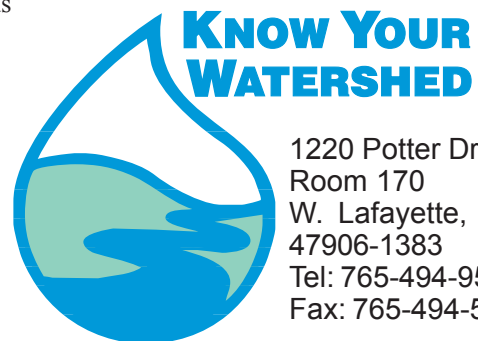 KNOW YOUR
WATERSHED
1220 Potter Dr
Room 170
W. Lafayette,
47906-1383
Tel: 765-494-95
Fax: 765-494-5